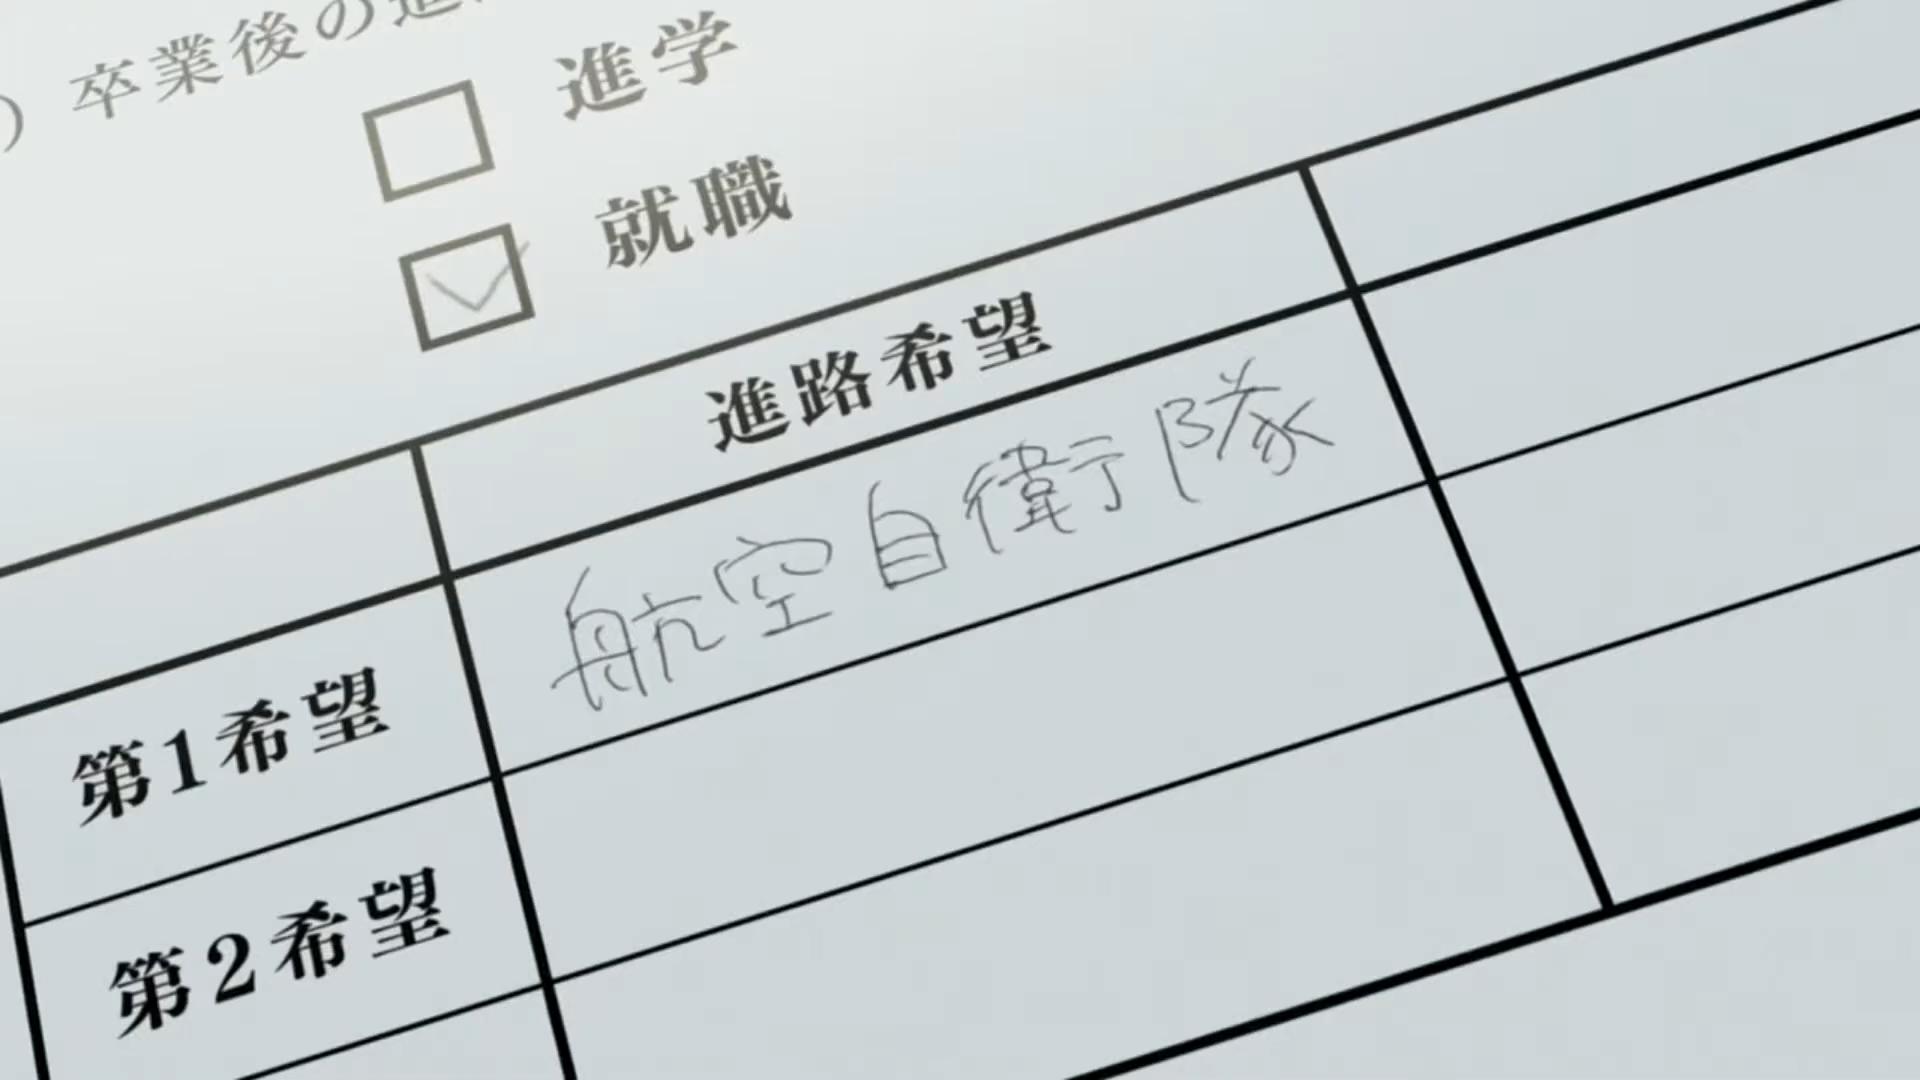 ）卒業後の進
進学
就職
進路希望
第1希望
航空自衛隊
第2希望